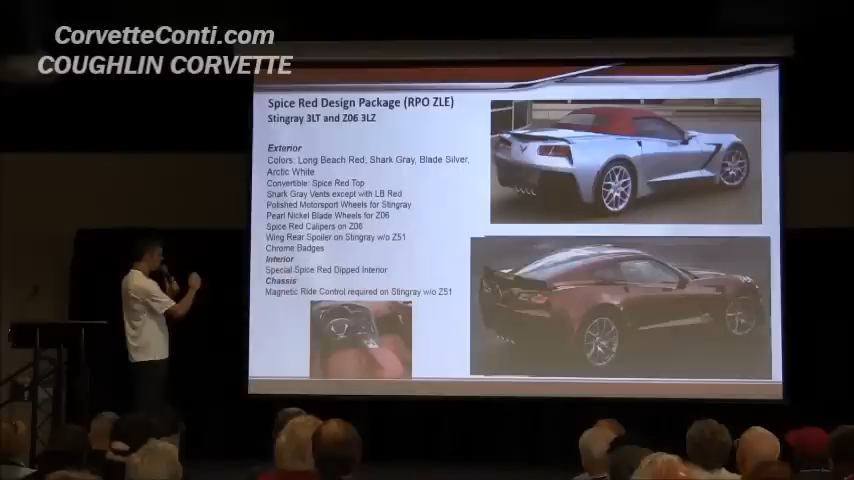 CorvetteConti.com
COUGHLIN CORVETTE
Spice Red Design Package (RPO ZLE)
Stingray 3LT and Z06 3LZ
Exterior
Colors: Long Beach Red, Shark Gray, Blade Silver,
Arctic White
Convertible: Spice Red Top
Shark Gray Vents except with LB Red
Polished Motorsport Wheels for Stingray
Pearl Nickel Blade Wheels for Z06
Spice Red Calipers on Z06
Wing Rear Spoiler on Stingray w/o Z51
Chrome Badges
Interior
Special Spice Red Dipped Interior
Chassis
Magnetic Ride Control required on Stingray w/o Z51